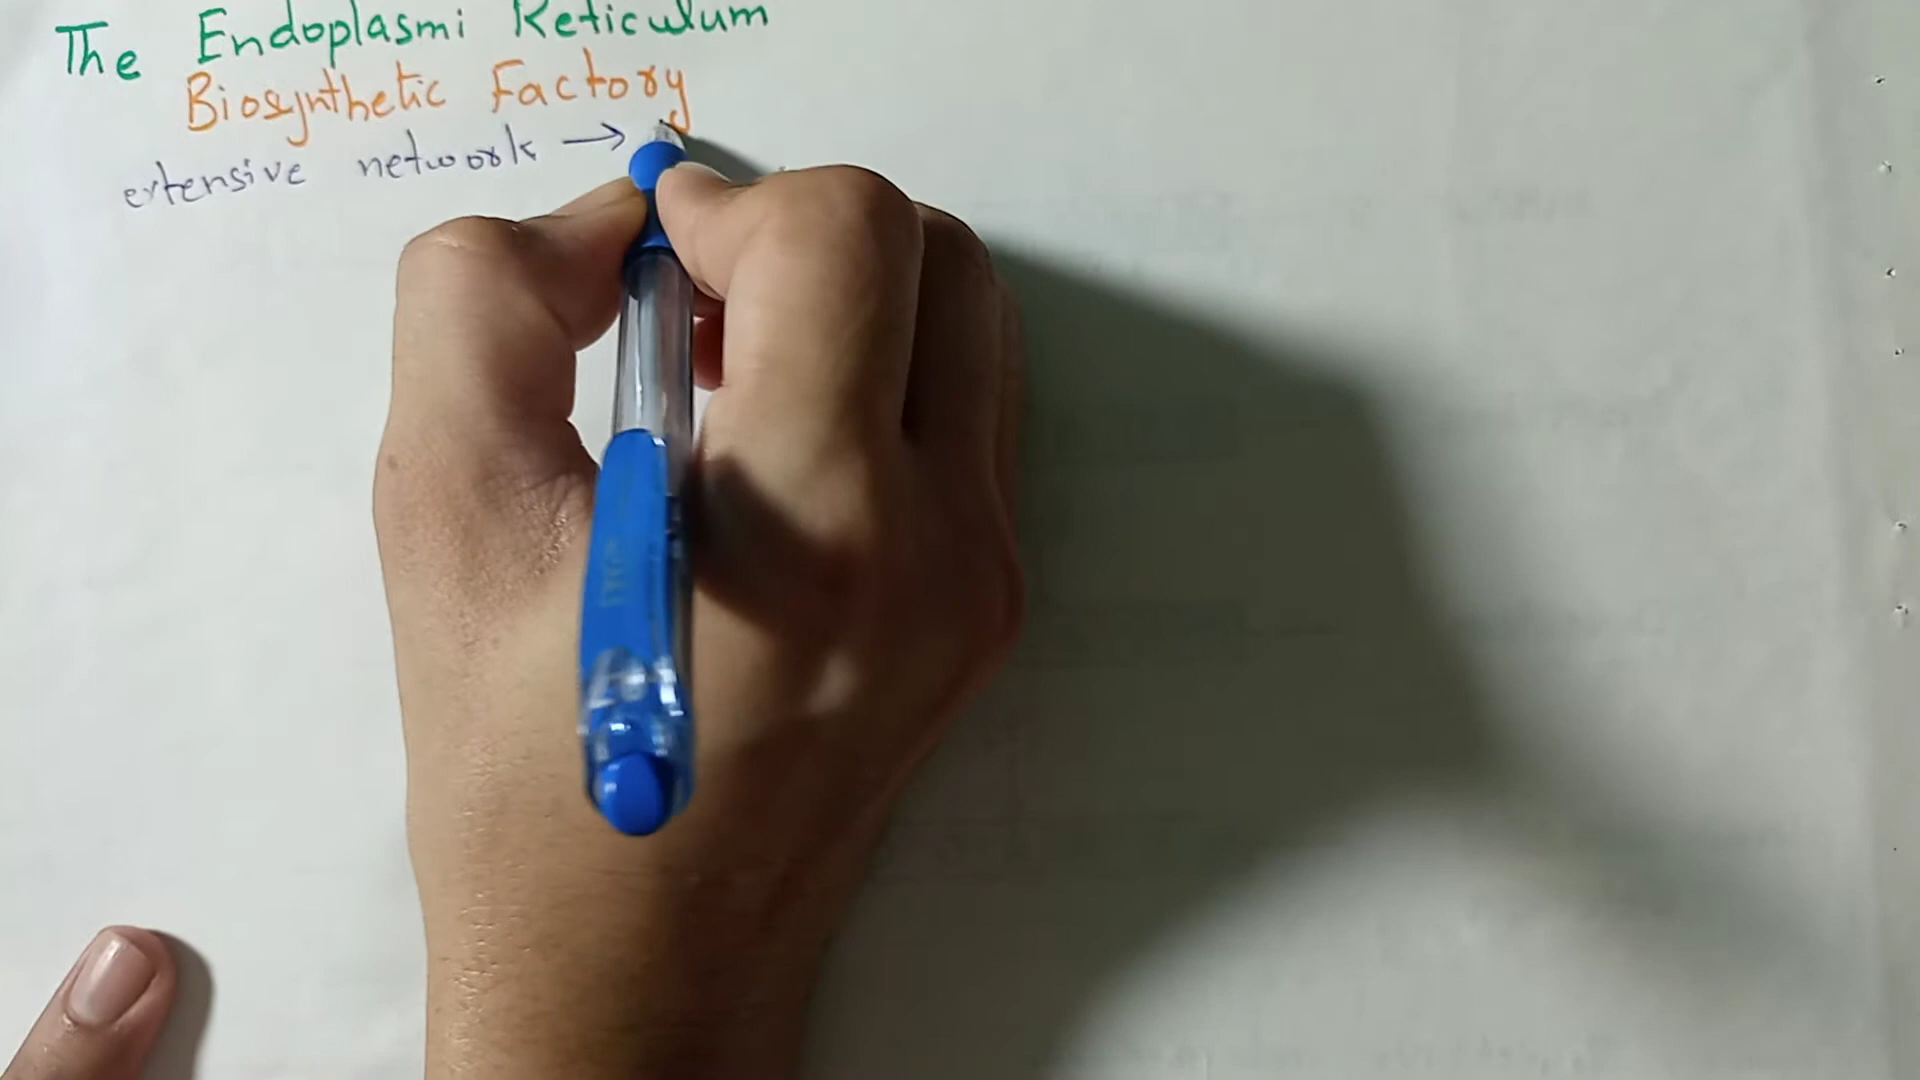 The Endoplasmi Reticulum
Biosynthetic Factory
extensive network →